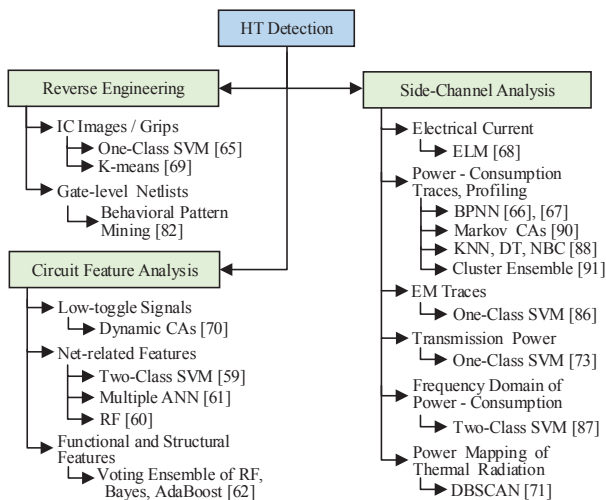 HT Detection
Reverse Engineering
IC Images / Grips
One-Class SVM [65]
K-means [69]
Gate-level Netlists
Behavioral Pattern
Mining [82]
Circuit Feature Analysis
Low-toggle Signals
Dynamic CAs [70]
Net-related Features
Two-Class SVM [59]
Multiple ANN [61]
RF [60]
Functional and Structural
Features
Voting Ensemble of RF,
Bayes, AdaBoost [62]
Side-Channel Analysis
Electrical Current
ELM [68]
Power - Consumption
Traces, Profiling
BPNN [66], [67]
Markov CAs [90]
KNN, DT, NBC [88]
Cluster Ensemble [91]
EM Traces
One-Class SVM [86]
Transmission Power
One-Class SVM [73]
Frequency Domain of
Power - Consumption
Two-Class SVM [87]
Power Mapping of
Thermal Radiation
DBSCAN [71]